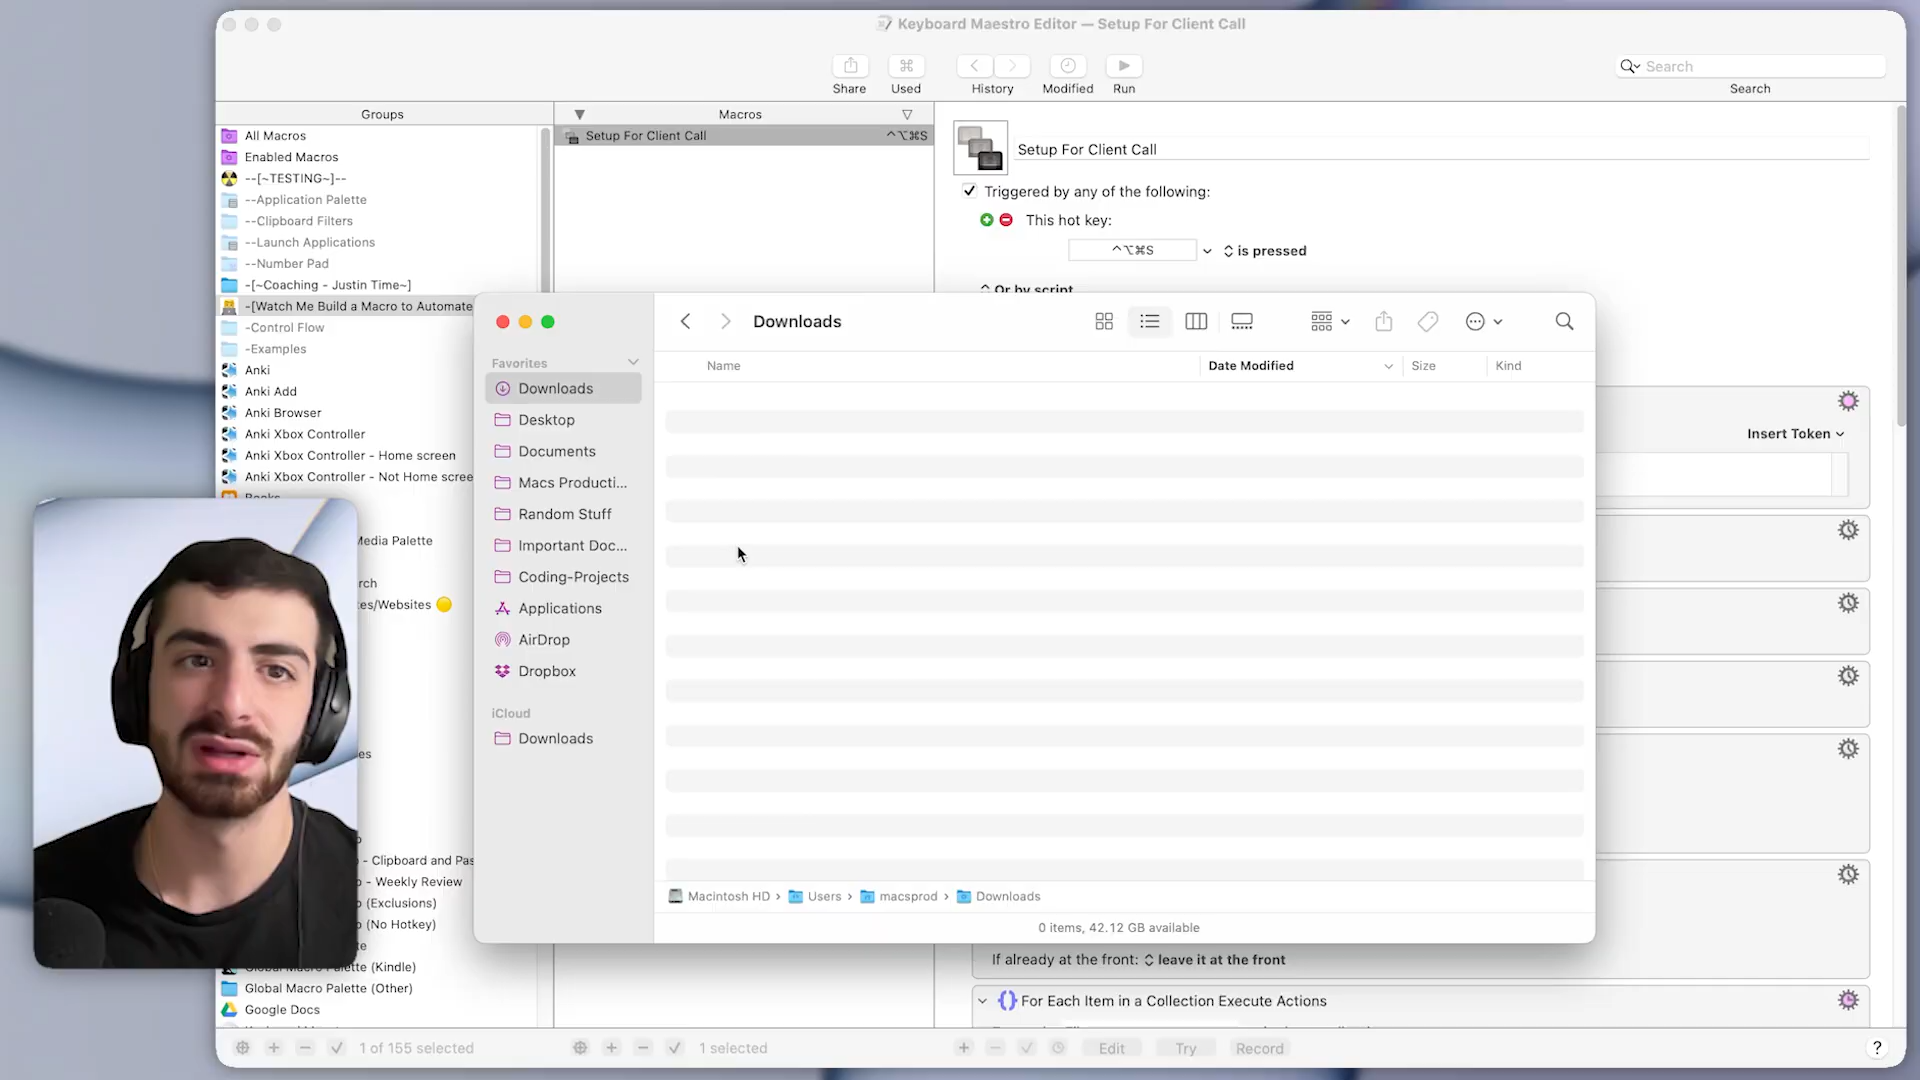 Keyboard Maestro Editor — Setup For Client Call
Share
Used
History
Modified
Run
Search
Search
Groups
Macros
All Macros
Enabled Macros
--[~TESTING~]--
--Application Palette
--Clipboard Filters
--Launch Applications
--Number Pad
-[~Coaching - Justin Time~]
-[Watch Me Build a Macro to Automate
-Control Flow
-Examples
Anki
Anki Add
Anki Browser
Anki Xbox Controller
Anki Xbox Controller - Home screen
Anki Xbox Controller - Not Home scree
Books
Media Palette
rch
es/Websites
es
- Clipboard and Pas
- Weekly Review
(Exclusions)
(No Hotkey)
te
Global Macro Palette (Kindle)
Global Macro Palette (Other)
Google Docs
1 of 155 selected
Setup For Client Call ⌃⌥⌘S
1 selected
Setup For Client Call
Triggered by any of the following:
This hot key:
⌃⌥⌘S
is pressed
Or by script
Insert Token
If already at the front: leave it at the front
For Each Item in a Collection Execute Actions
Edit
Try
Record
?
Downloads
Favorites
Downloads
Desktop
Documents
Macs Producti...
Random Stuff
Important Doc...
Coding-Projects
Applications
AirDrop
Dropbox
iCloud
Downloads
Name
Date Modified
Size
Kind
Macintosh HD › Users › macsprod › Downloads
0 items, 42.12 GB available